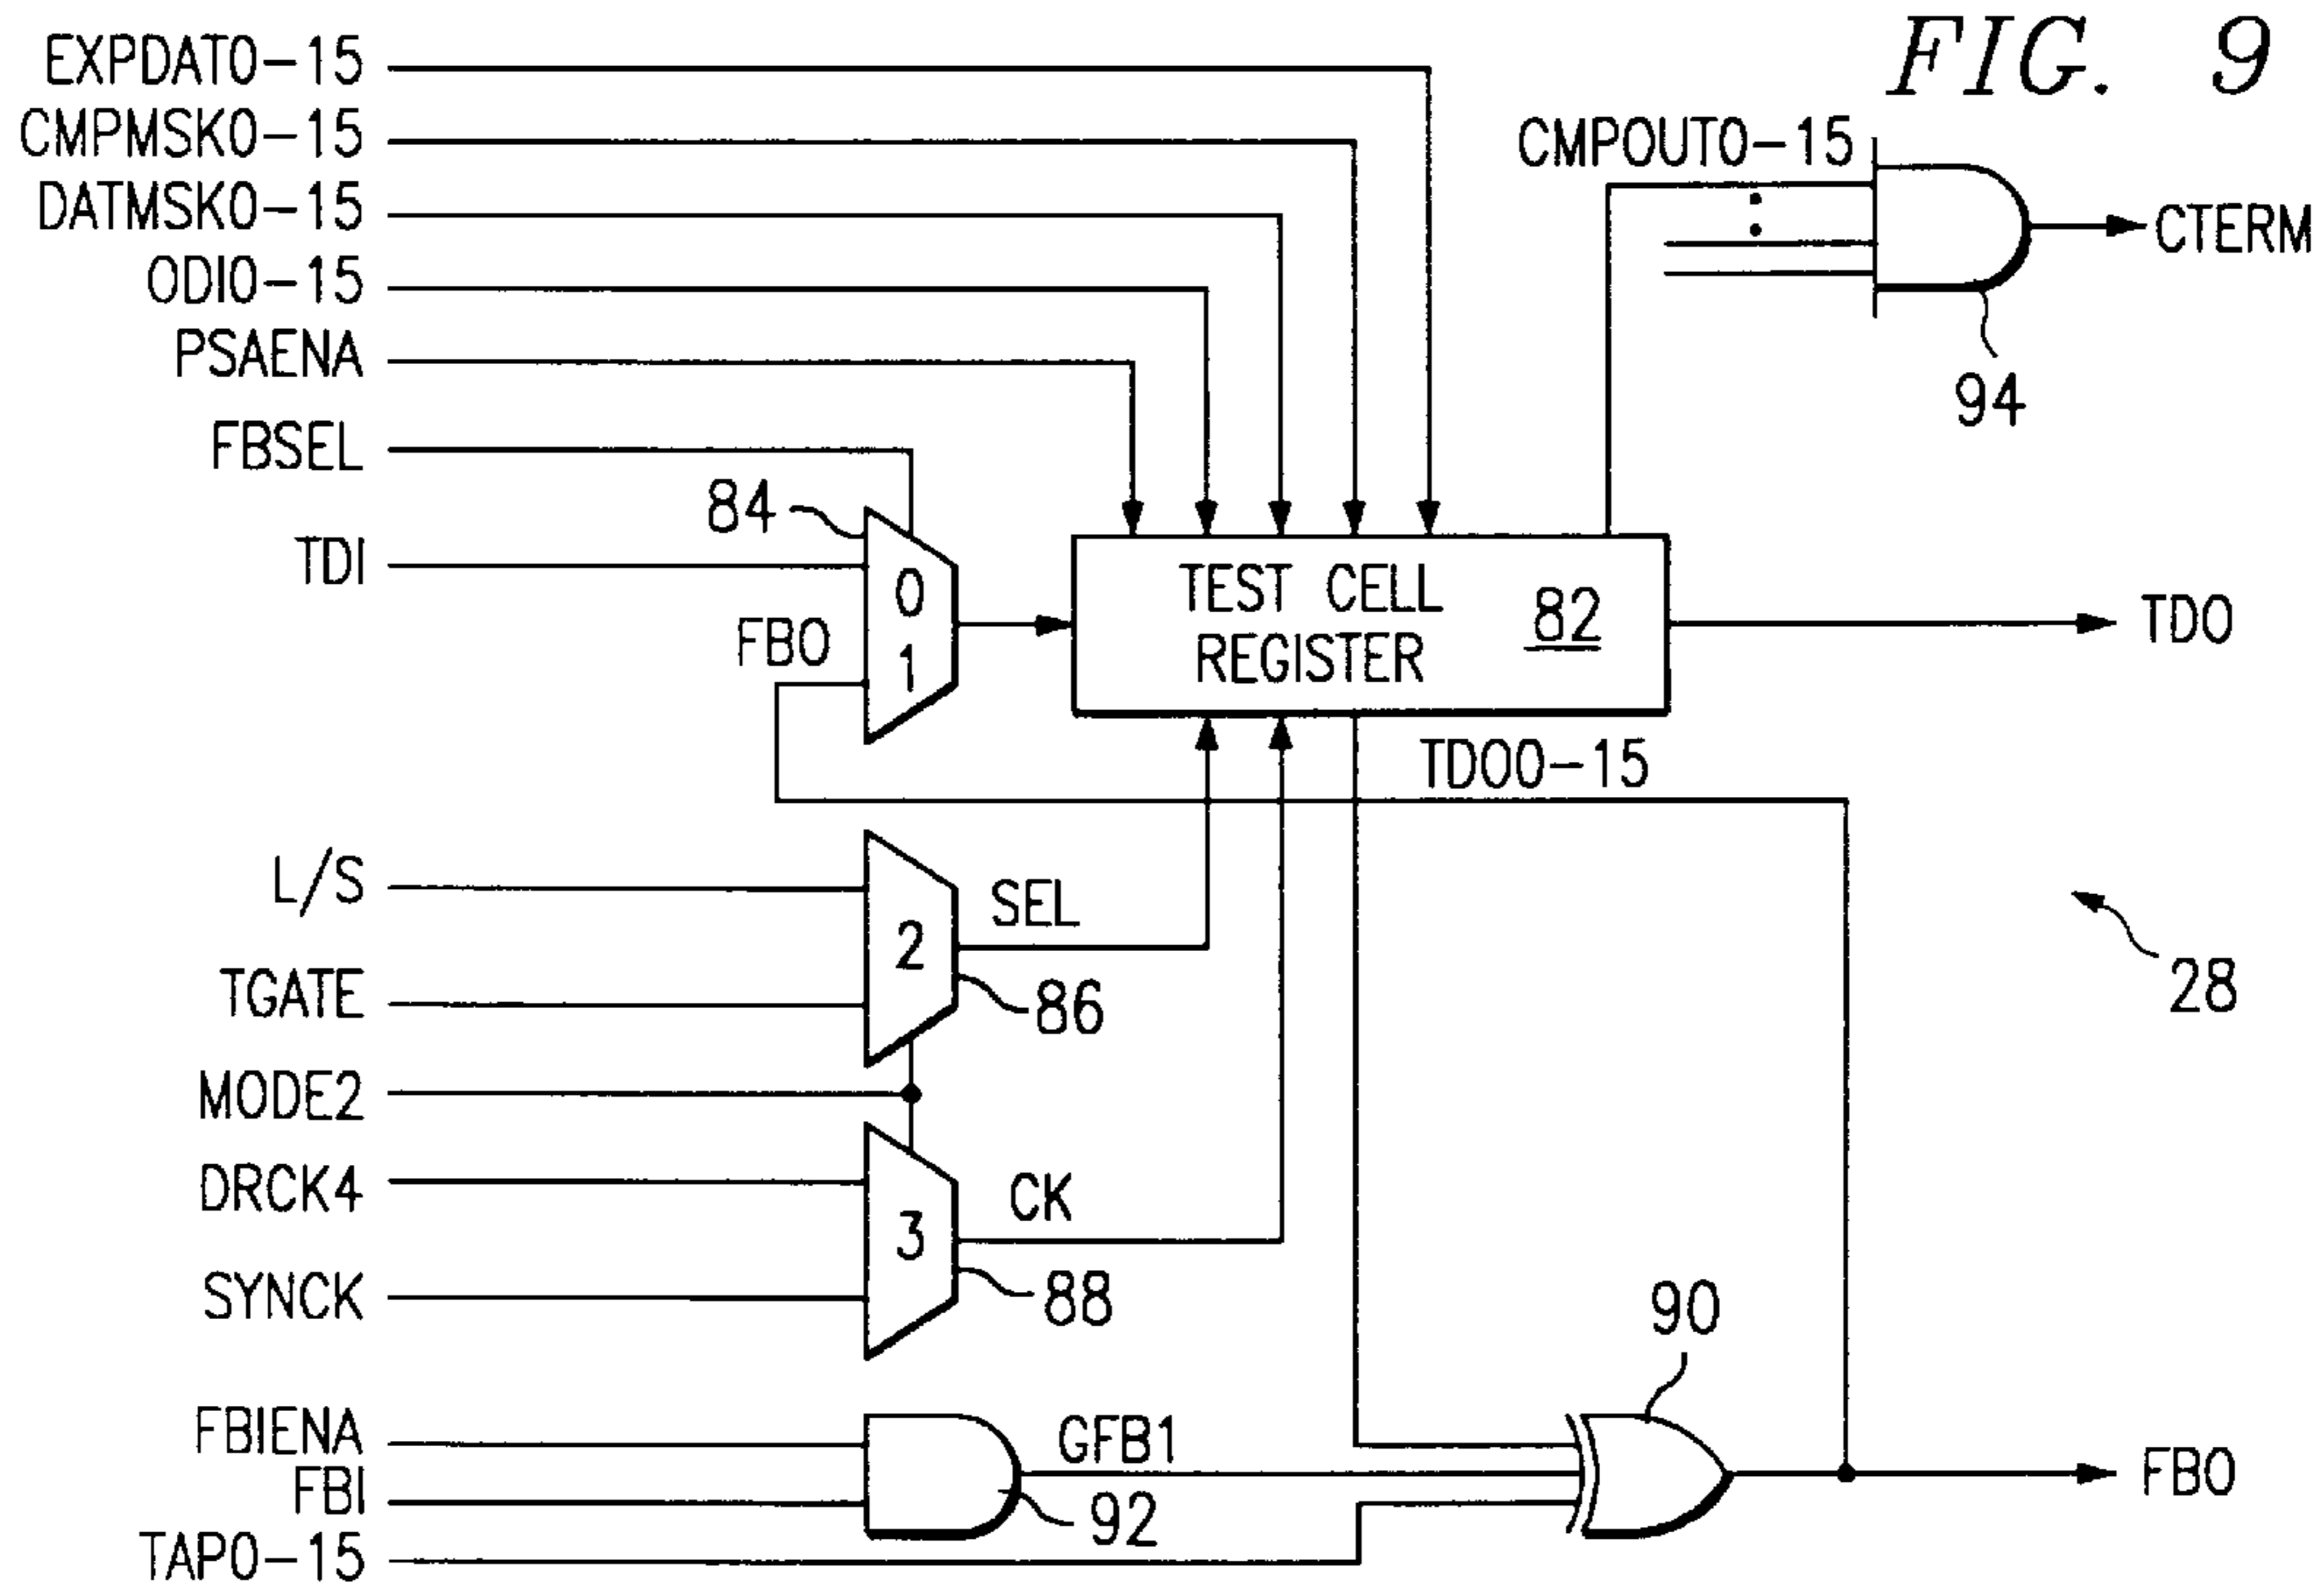 FIG. 9
EXPDAT0-15
CMPMSK0-15
CMPOUT0-15
DATMSK0-15
CTERM
ODI0-15
PSAENA
94
FBSEL
84
TDI
0
1
FBO
TEST CELL
REGISTER
82
TDO
TDO0-15
L/S
SEL
2
TGATE
86
28
MODE2
DRCK4
CK
3
SYNCK
88
90
FBIENA
GFB1
FBI
92
FBO
TAP0-15